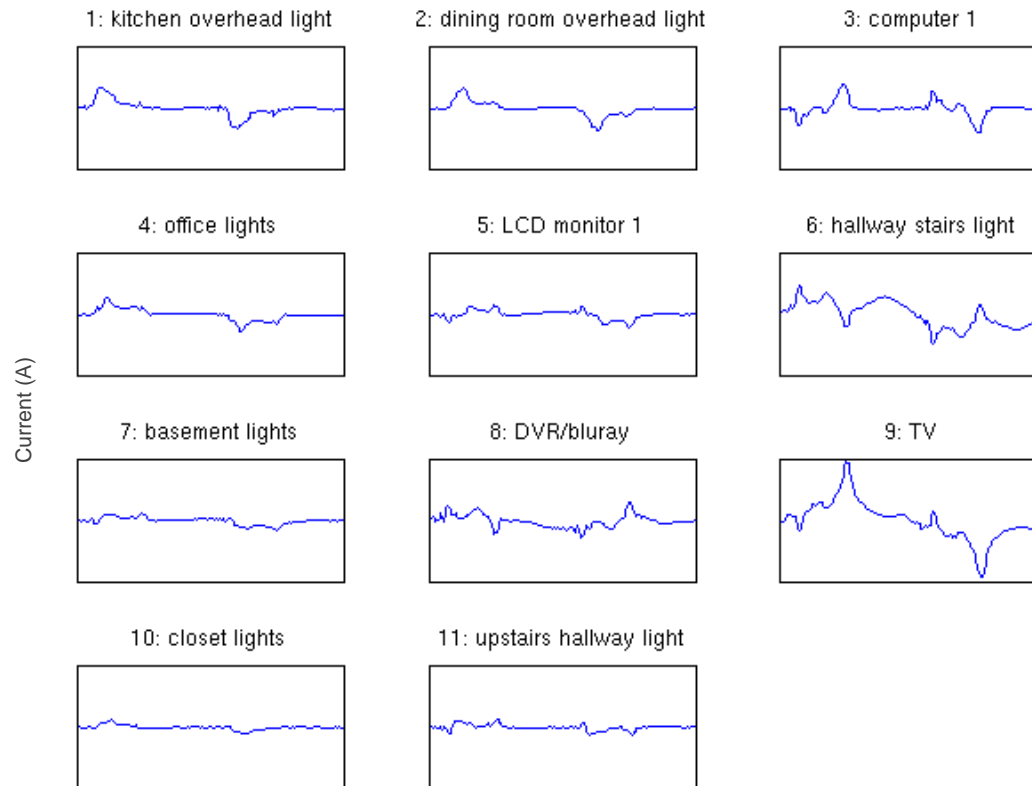 1: kitchen overhead light
2: dining room overhead light
3: computer 1
4: office lights
5: LCD monitor 1
6: hallway stairs light
Current (A)
7: basement lights
8: DVR/bluray
9: TV
10: closet lights
11: upstairs hallway light